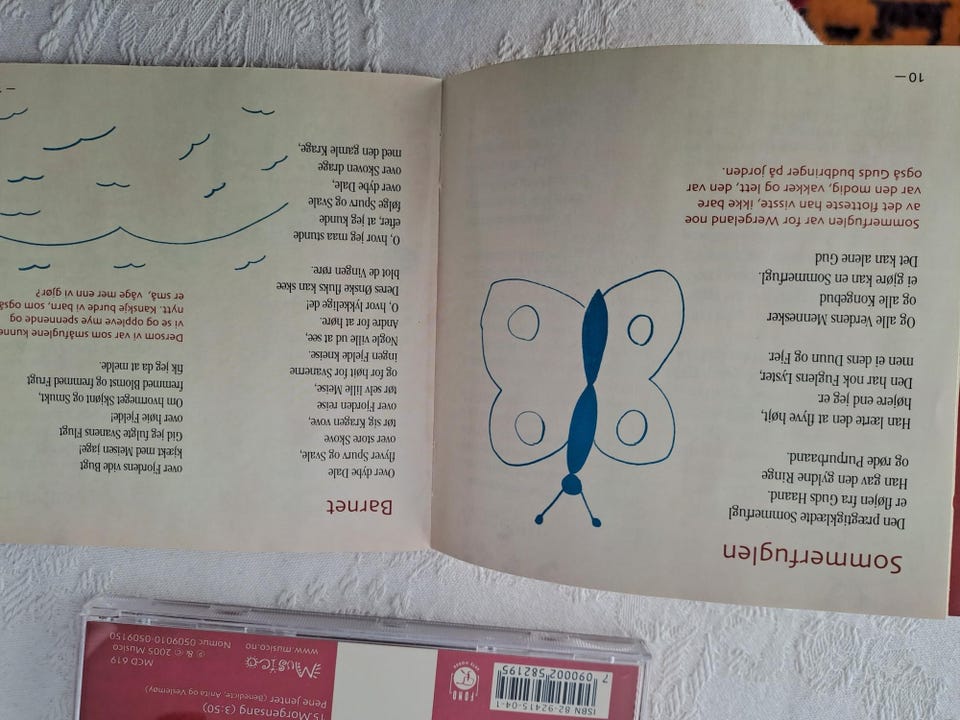 15.Morgensang (3:50)
Pene jenter (Benedicte, Anita og Veslemøy)
MCD 619
Music
www.musico.no
℗ & © 2005 Musico
Nomuc 0509010-0509150
FONO
ISBN 82-92415-04-1
7 090002 582195
Sommerfuglen
Den prægtigtklædte Sommerfugl
er fløjen fra Guds Haand.
Han gav den gyldne Ringe
og røde Purpurbaand.
Han lærte den at flyve højt,
højere end jeg er.
Den har nok Fuglens Lyster,
men ei dens Duun og Fjer.
Og alle Verdens Mennesker
og alle Kongebud
ei gjøre kan en Sommerfugl.
Det kan alene Gud
Sommerfuglen var for Wergeland noe
av det flotteste han visste, ikke bare
var den modig, vakker og lett, den var
også Guds budbringer på jorden.
10 —
Barnet
Over dybe Dale
flyver Spurv og Svale,
over store Skove
tør sig Kragen vove,
over Fjorden reise
tør selv lille Meise,
og for høit for Svanerne
ingen Fjelde kneise.
Nogle ville ud at see,
Andre for at høre.
O, hvor lykkelige de!
Deres Ønske fluks kan skee
blot de Vingen røre.
O, hvor jeg maa stunde
efter, at jeg kunde
følge Spurv og Svale
over dybe Dale,
over Skoven drage
med den gamle Krage,
over Fjordens vide Bugt
kjækt med Meisen jage!
Gid jeg fulgte Svanens Flugt
over høie Fjelde!
Om hvormeget Skjønt og Smukt,
fremmed Blomst og fremmed Frugt
fik jeg da at melde.
Dersom vi var som småfuglene kunne
vi se og oppleve mye spennende og
nytt. Kanskje burde vi barn, som også
er små, våge mer enn vi gjør?